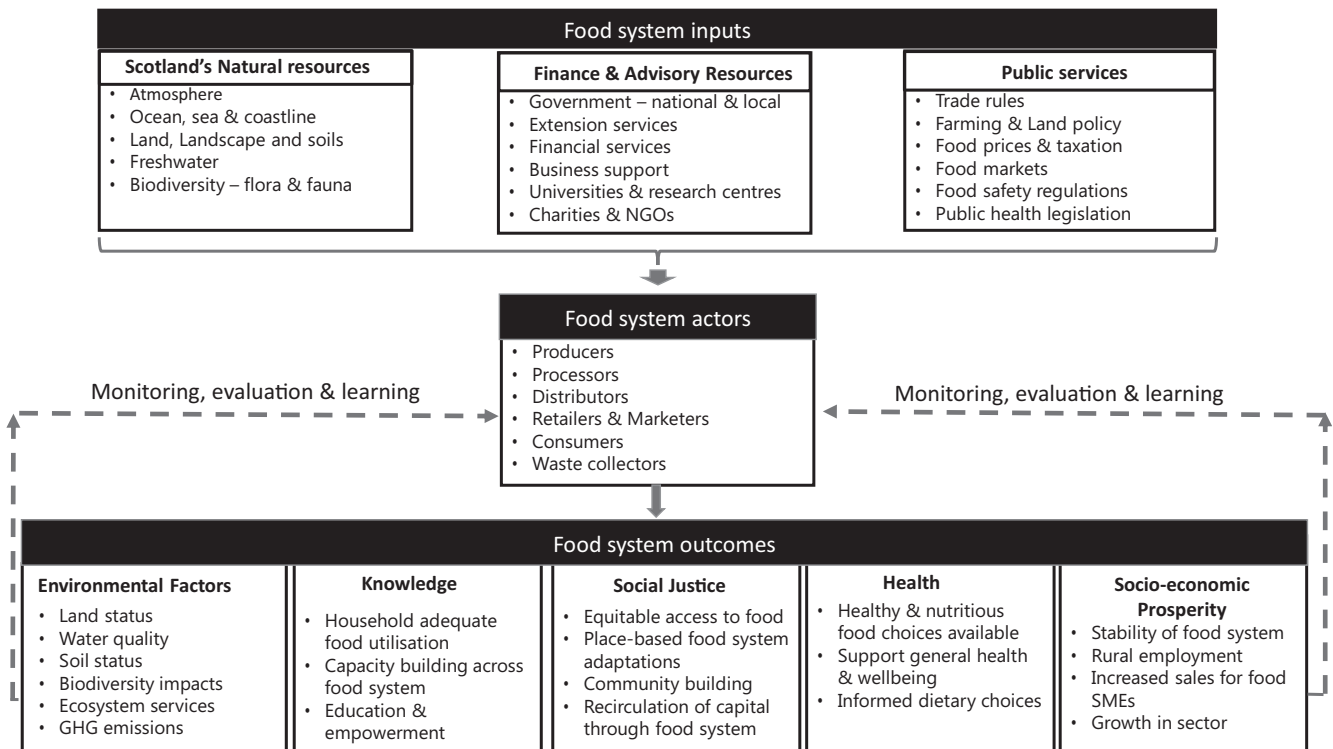 Food system inputs
Scotland's Natural resources
• Atmosphere
• Ocean, sea & coastline
• Land, Landscape and soils
• Freshwater
• Biodiversity – flora & fauna
Finance & Advisory Resources
• Government – national & local
• Extension services
• Financial services
• Business support
• Universities & research centres
• Charities & NGOs
Public services
• Trade rules
• Farming & Land policy
• Food prices & taxation
• Food markets
• Food safety regulations
• Public health legislation
Food system actors
• Producers
• Processors
• Distributors
• Retailers & Marketers
• Consumers
• Waste collectors
Monitoring, evaluation & learning
Monitoring, evaluation & learning
Food system outcomes
Environmental Factors
• Land status
• Water quality
• Soil status
• Biodiversity impacts
• Ecosystem services
• GHG emissions
Knowledge
• Household adequate
food utilisation
• Capacity building across
food system
• Education &
empowerment
Social Justice
• Equitable access to food
• Place-based food system
adaptations
• Community building
• Recirculation of capital
through food system
Health
• Healthy & nutritious
food choices available
• Support general health
& wellbeing
• Informed dietary choices
Socio-economic
Prosperity
• Stability of food system
• Rural employment
• Increased sales for food
SMEs
• Growth in sector